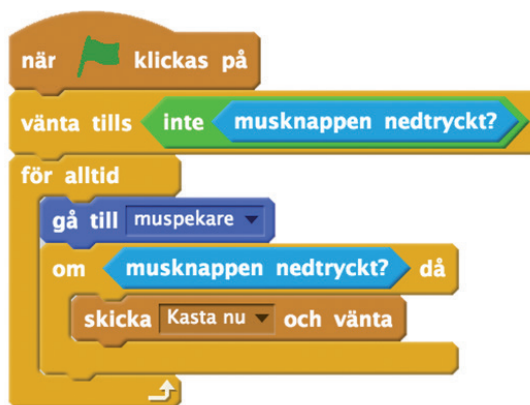 när klickas på
vänta tills inte musknappen nedtryckt?
för alltid
gå till muspekare
om musknappen nedtryckt? då
skicka Kasta nu och vänta